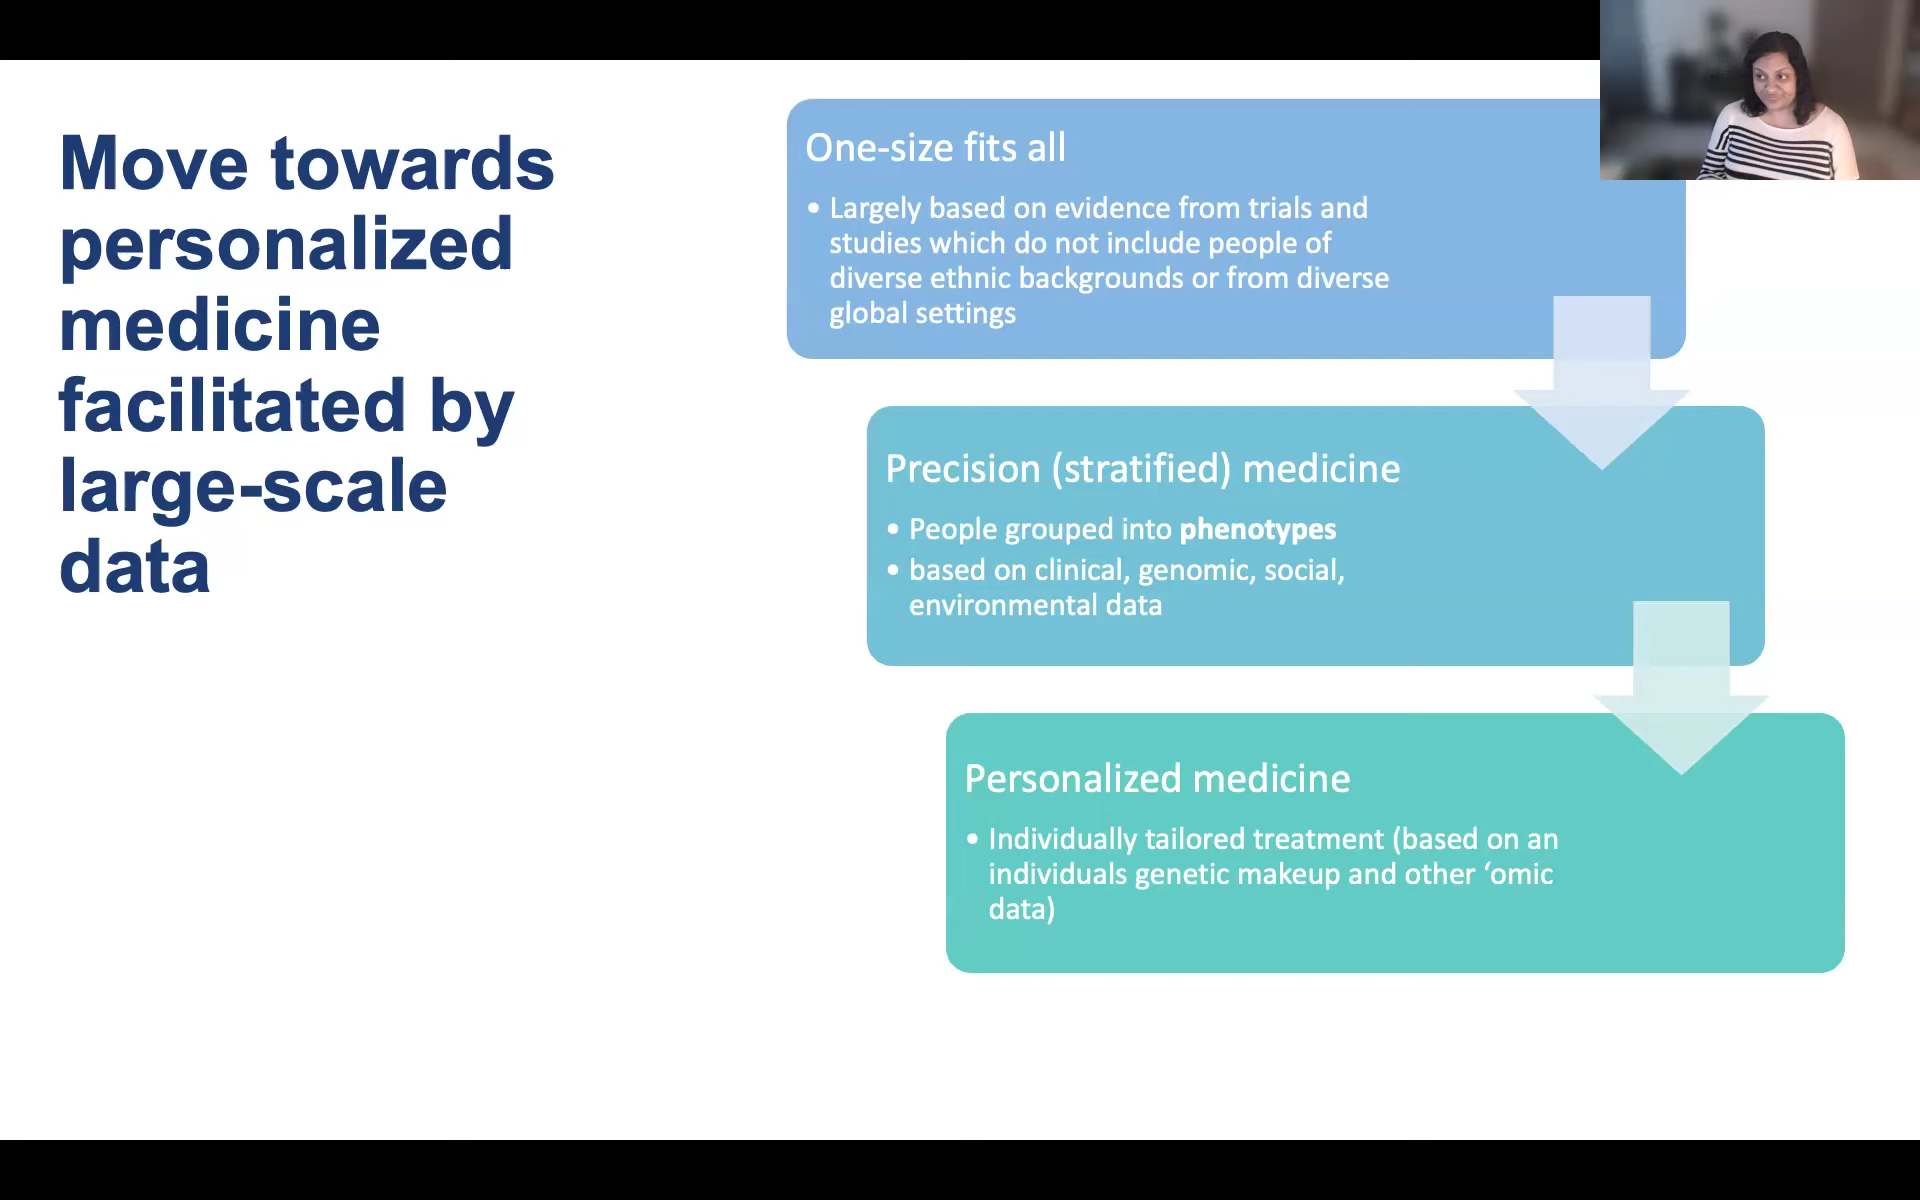 Move towards
personalized
medicine
facilitated by
large-scale
data
One-size fits all
• Largely based on evidence from trials and
studies which do not include people of
diverse ethnic backgrounds or from diverse
global settings
Precision (stratified) medicine
• People grouped into phenotypes
• based on clinical, genomic, social,
environmental data
Personalized medicine
• Individually tailored treatment (based on an
individuals genetic makeup and other ‘omic
data)